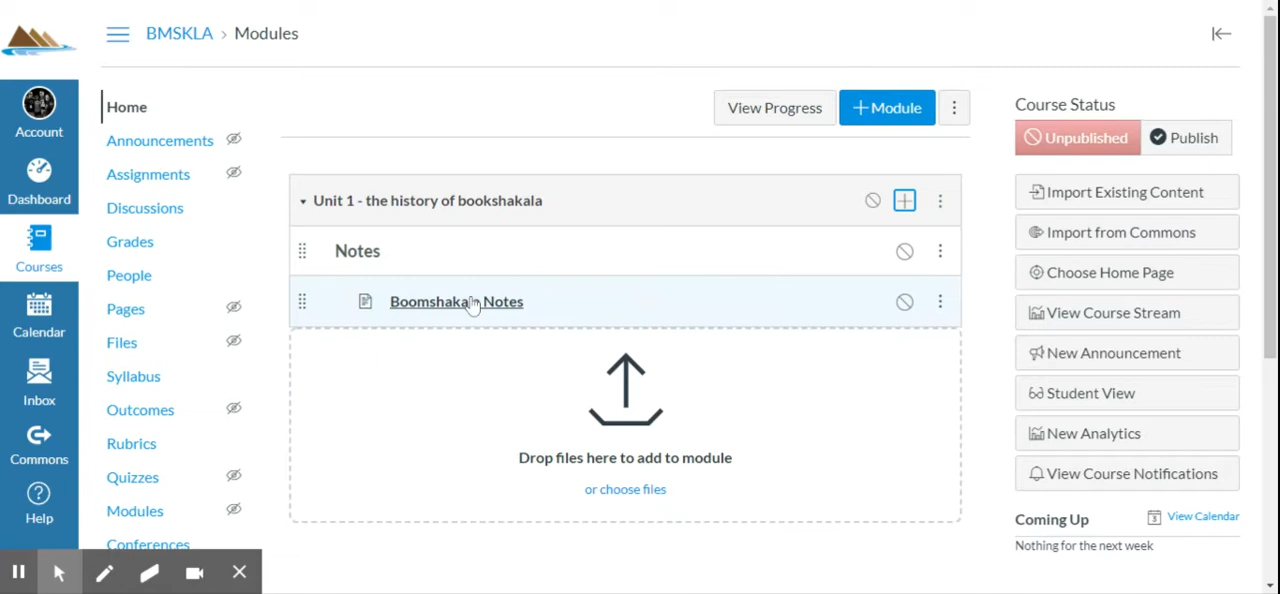 BMSKLA › Modules
Account
Dashboard
Courses
Calendar
Inbox
Commons
Help
Home
Announcements
Assignments
Discussions
Grades
People
Pages
Files
Syllabus
Outcomes
Rubrics
Quizzes
Modules
Conferences
View Progress
+ Module
Unit 1 - the history of bookshakala
Notes
Notes
Drop files here to add to module
or choose files
Course Status
Unpublished
Publish
Import Existing Content
Import from Commons
Choose Home Page
View Course Stream
New Announcement
Student View
New Analytics
View Course Notifications
Coming Up
3
View Calendar
Nothing for the next week